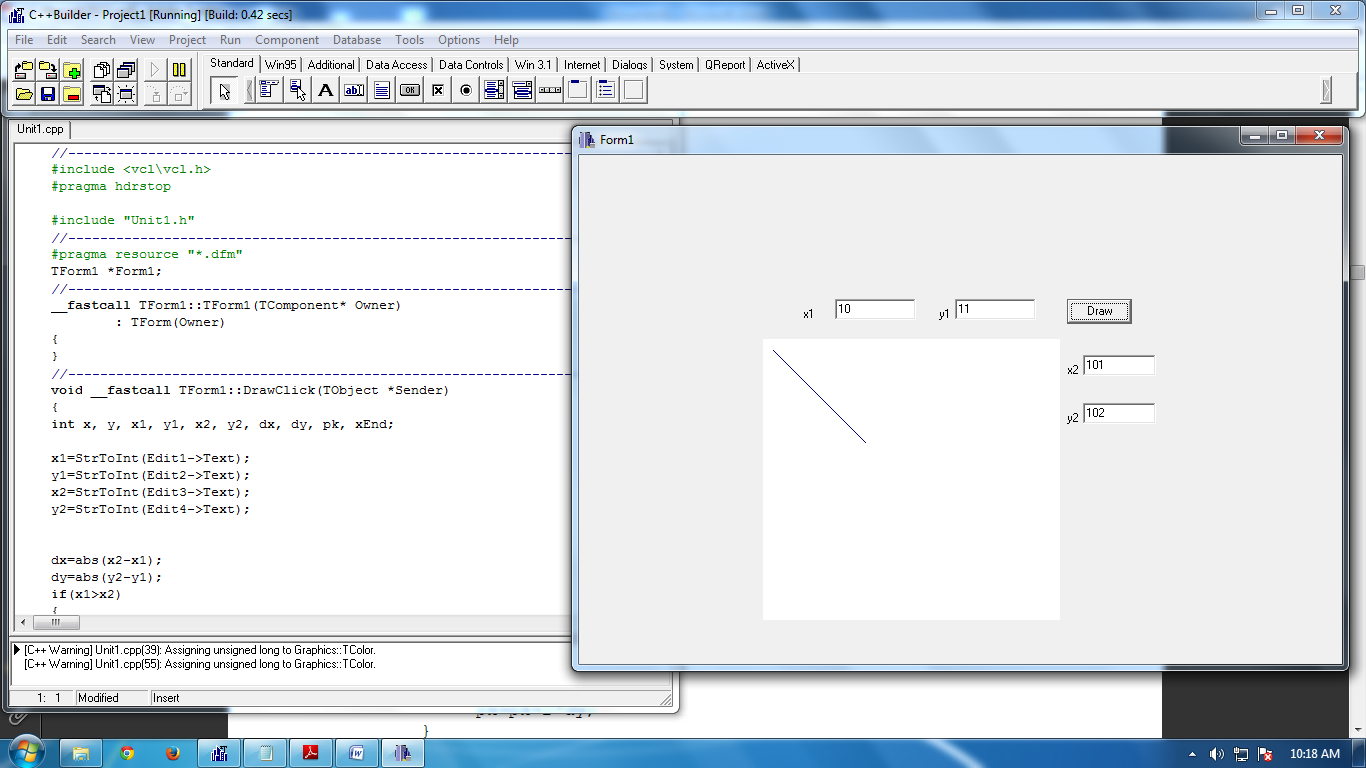 C++Builder - Project1 [Running] [Build: 0.42 secs]
File Edit Search View Project Run Component Database Tools Options Help
Standard Win95 Additional Data Access Data Controls Win 3.1 Internet Dialogs System QReport ActiveX
A ab OK
Unit1.cpp
//------------------------------------------------------------------
#include <vcl\vcl.h>
#pragma hdrstop
#include "Unit1.h"
//------------------------------------------------------------------
#pragma resource "*.dfm"
TForm1 *Form1;
//------------------------------------------------------------------
__fastcall TForm1::TForm1(TComponent* Owner)
: TForm(Owner)
{
}
//------------------------------------------------------------------
void __fastcall TForm1::DrawClick(TObject *Sender)
{
int x, y, x1, y1, x2, y2, dx, dy, pk, xEnd;
x1=StrToInt(Edit1->Text);
y1=StrToInt(Edit2->Text);
x2=StrToInt(Edit3->Text);
y2=StrToInt(Edit4->Text);
dx=abs(x2-x1);
dy=abs(y2-y1);
if(x1>x2)
{
[C++ Warning] Unit1.cpp(39): Assigning unsigned long to Graphics::TColor.
[C++ Warning] Unit1.cpp(55): Assigning unsigned long to Graphics::TColor.
1: 1 Modified Insert
Form1
x1 10 y1 11 Draw
x2 101
y2 102
}
10:18 AM